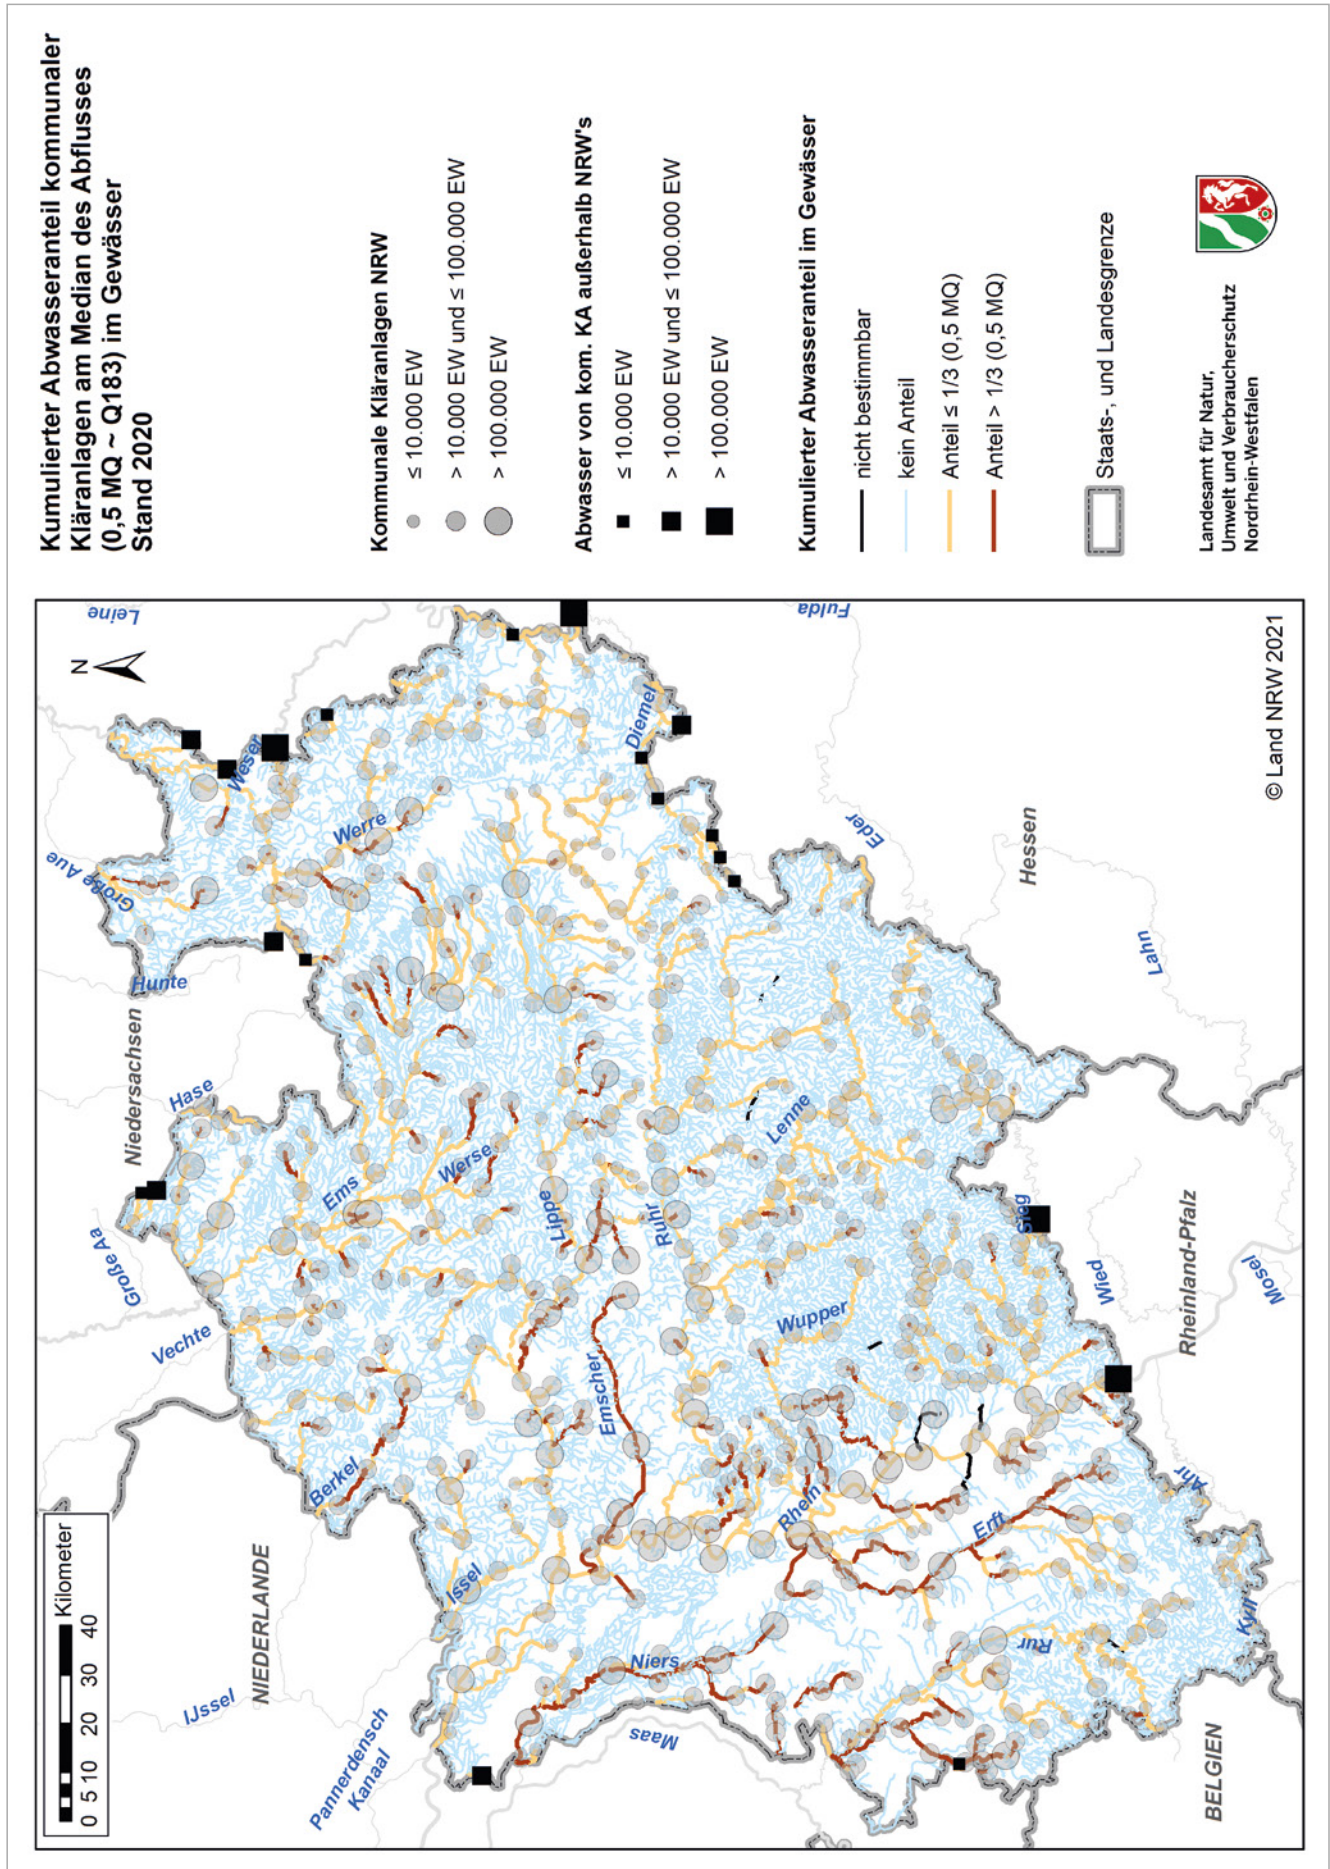 Kumulierter Abwasseranteil kommunaler
Kläranlagen am Median des Abflusses
(0,5 MQ ~ Q183) im Gewässer
Stand 2020
Kommunale Kläranlagen NRW
≤ 10.000 EW
> 10.000 EW und ≤ 100.000 EW
> 100.000 EW
Abwasser von kom. KA außerhalb NRW's
≤ 10.000 EW
> 10.000 EW und ≤ 100.000 EW
> 100.000 EW
Kumulierter Abwasseranteil im Gewässer
nicht bestimmbar
kein Anteil
Anteil ≤ 1/3 (0,5 MQ)
Anteil > 1/3 (0,5 MQ)
Staats-, und Landesgrenze
Landesamt für Natur,
Umwelt und Verbraucherschutz
Nordrhein-Westfalen
0 5 10 20 30 40
Kilometer
N
Leine
Große Aue
Weser
Hunte
Niedersachsen
Hase
Große Aa
Vechte
Ems
Werre
Werse
Berkel
NIEDERLANDE
IJssel
Pannerdensch
Kanaal
Issel
Lippe
Emscher
Ruhr
Diemel
Fulda
Eder
Hessen
Lahn
Lenne
Wupper
Niers
Maas
Rhein
Erft
Rur
Sieg
Wied
Rheinland-Pfalz
Mosel
Ahr
Kyll
BELGIEN
© Land NRW 2021